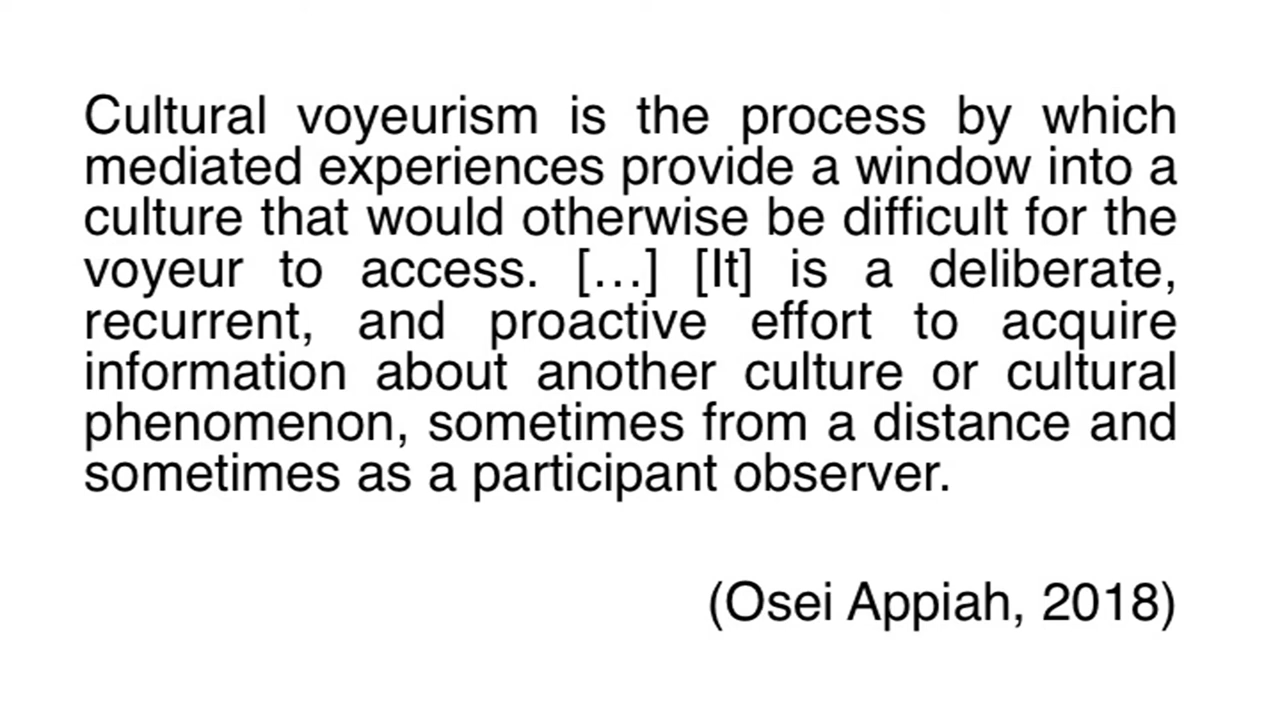 Cultural voyeurism is the process by which
mediated experiences provide a window into a
culture that would otherwise be difficult for the
voyeur to access. […] [It] is a deliberate,
recurrent, and proactive effort to acquire
information about another culture or cultural
phenomenon, sometimes from a distance and
sometimes as a participant observer.
(Osei Appiah, 2018)